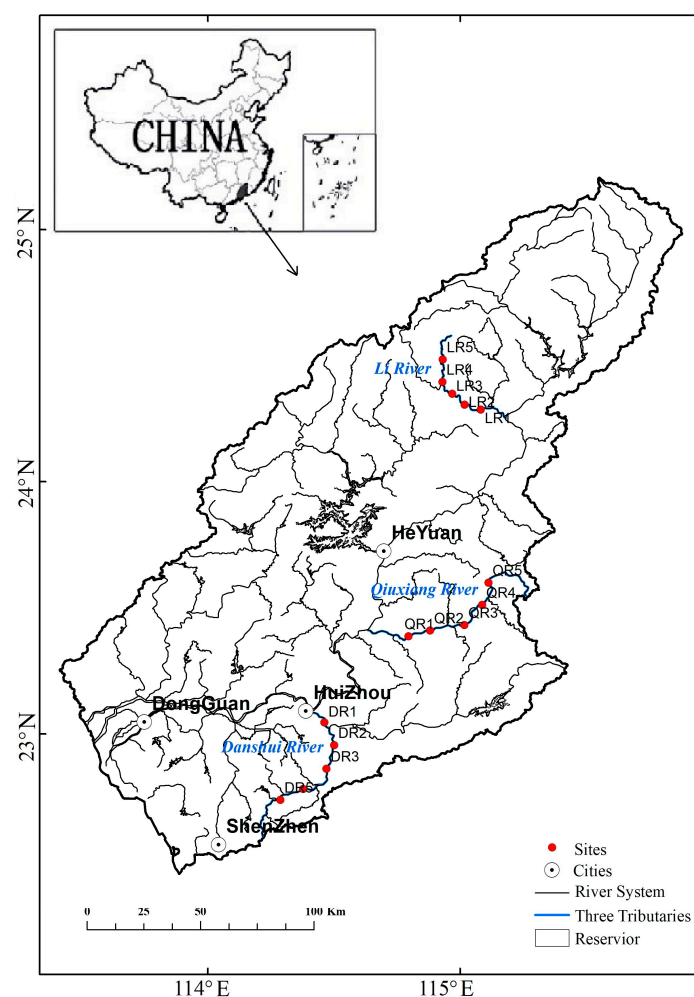 CHINA
25° N
LR5
Li River
LR4
LR3
LR2
LR1
24° N
HeYuan
QR5
Qiuxiang River
QR4
QR3
QR2
QR1
HuiZhou
DongGuan
DR1
23° N
DR2
Danshui River
DR3
ShenZhen
Sites
Cities
River System
Three Tributaries
Reservior
0 25 50 100 Km
114° E
115° E